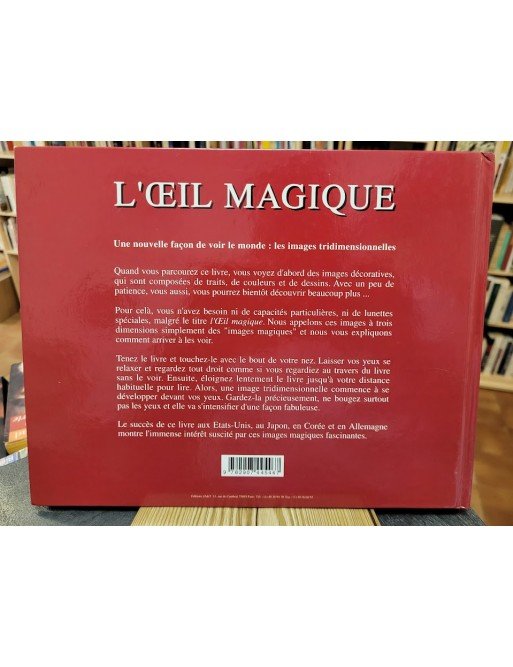 L'ŒIL MAGIQUE
Une nouvelle façon de voir le monde : les images tridimensionnelles
Quand vous parcourez ce livre, vous voyez d'abord des images décoratives,
qui sont composées de traits, de couleurs et de dessins. Avec un peu de
patience, vous aussi, vous pourrez bientôt découvrir beaucoup plus ...
Pour celà, vous n'avez besoin ni de capacités particulières, ni de lunettes
spéciales, malgré le titre l'Œil magique. Nous appelons ces images à trois
dimensions simplement des "images magiques" et nous vous expliquons
comment arriver à les voir.
Tenez le livre et touchez-le avec le bout de votre nez. Laisser vos yeux se
relaxer et regardez tout droit comme si vous regardiez au travers du livre
sans le voir. Ensuite, éloignez lentement le livre jusqu'à votre distance
habituelle pour lire. Alors, une image tridimensionnelle commence à se
développer devant vos yeux. Gardez-la précieusement, ne bougez surtout
pas les yeux et elle va s'intensifier d'une façon fabuleuse.
Le succès de ce livre aux Etats-Unis, au Japon, en Corée et en Allemagne
montre l'immense intérêt suscité par ces images magiques fascinantes.